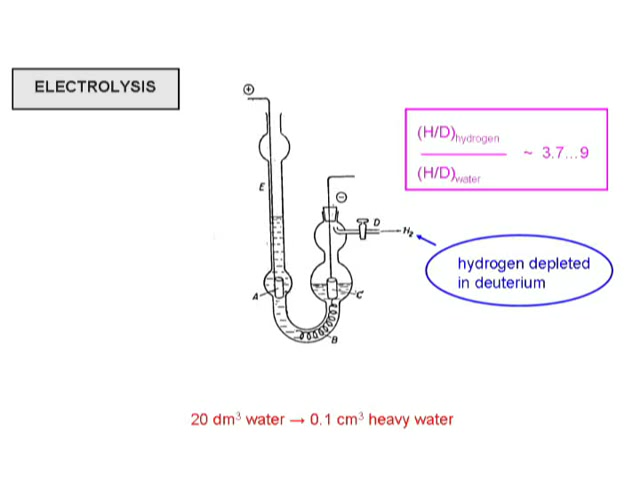 ELECTROLYSIS
⊕
(H/D)hydrogen
(H/D)water
~ 3.7...9
E
⊖
D
H₂
hydrogen depleted
in deuterium
A
C
B
20 dm³ water → 0.1 cm³ heavy water